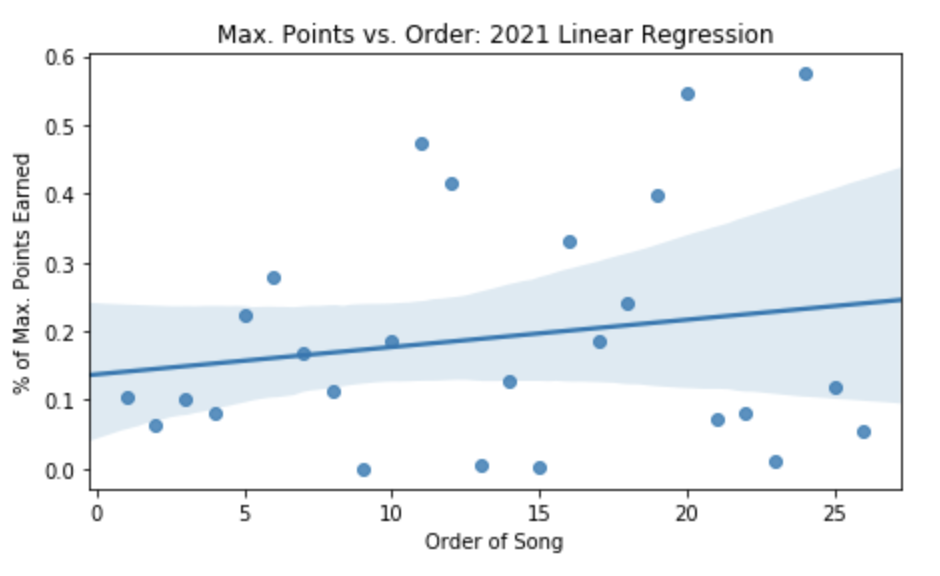 Max. Points vs. Order: 2021 Linear Regression
% of Max. Points Earned
0.6
0.5
0.4
0.3
0.2
0.1
0.0
0 5 10 15 20 25
Order of Song